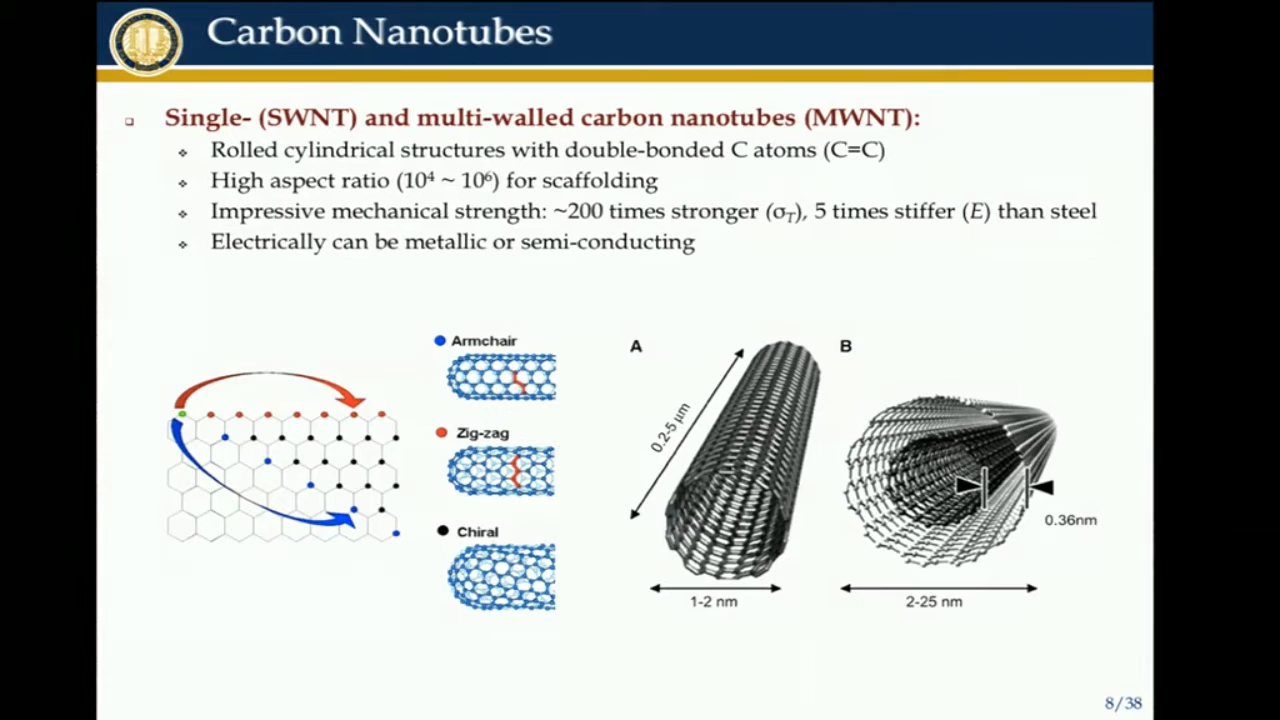 Carbon Nanotubes
Single- (SWNT) and multi-walled carbon nanotubes (MWNT):
Rolled cylindrical structures with double-bonded C atoms (C=C)
High aspect ratio (10⁴ ~ 10⁶) for scaffolding
Impressive mechanical strength: ~200 times stronger (σ_T), 5 times stiffer (E) than steel
Electrically can be metallic or semi-conducting
Armchair
Zig-zag
Chiral
A
0.2-5 µm
1-2 nm
B
0.36nm
2-25 nm
8/38